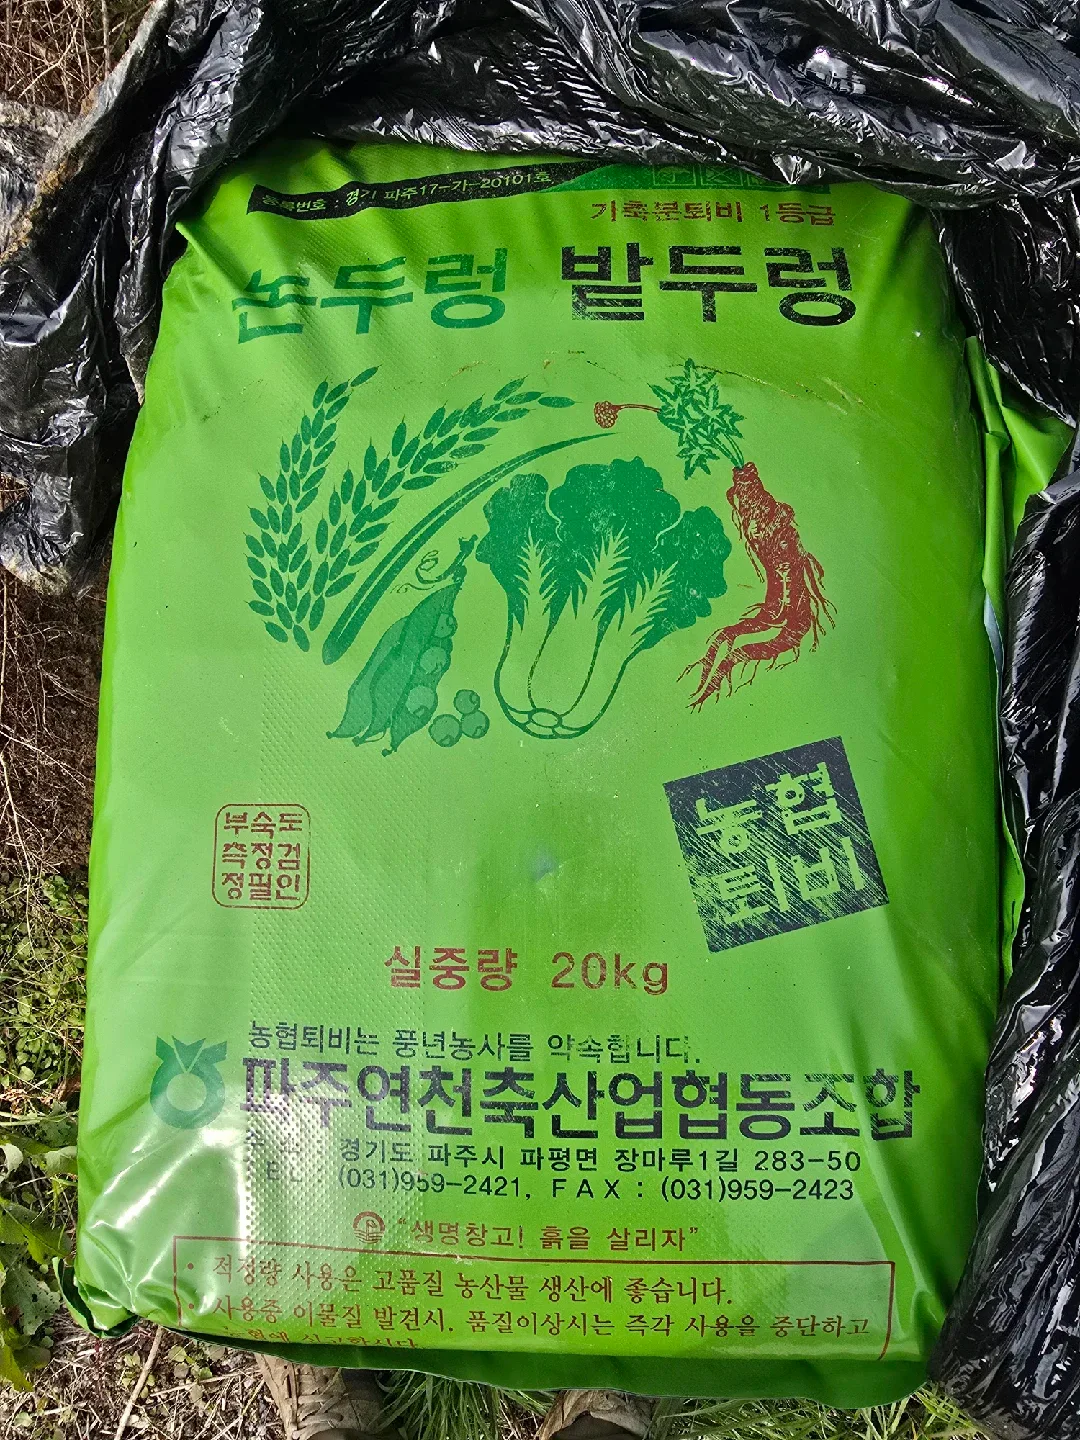 등록번호 : 경기 파주17-가-20101호
가축분퇴비 1등급
논두렁 밭두렁
부숙도
측정검
정필인
농협
퇴비
실중량 20kg
농협퇴비는 풍년농사를 약속합니다.
파주연천축산업협동조합
경기도 파주시 파평면 장마루1길 283-50
TEL : (031)959-2421, FAX : (031)959-2423
"생명창고! 흙을 살리자"
• 적정량 사용은 고품질 농산물 생산에 좋습니다.
• 사용중 이물질 발견시. 품질이상시는 즉각 사용을 중단하고